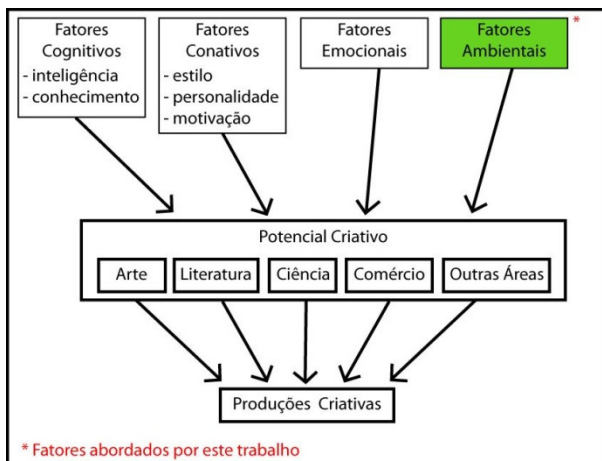 Fatores
Cognitivos
- inteligência
- conhecimento
Fatores
Conativos
- estilo
- personalidade
- motivação
Fatores
Emocionais
Fatores
Ambientais
*
Potencial Criativo
Arte
Literatura
Ciência
Comércio
Outras Áreas
Produções Criativas
* Fatores abordados por este trabalho